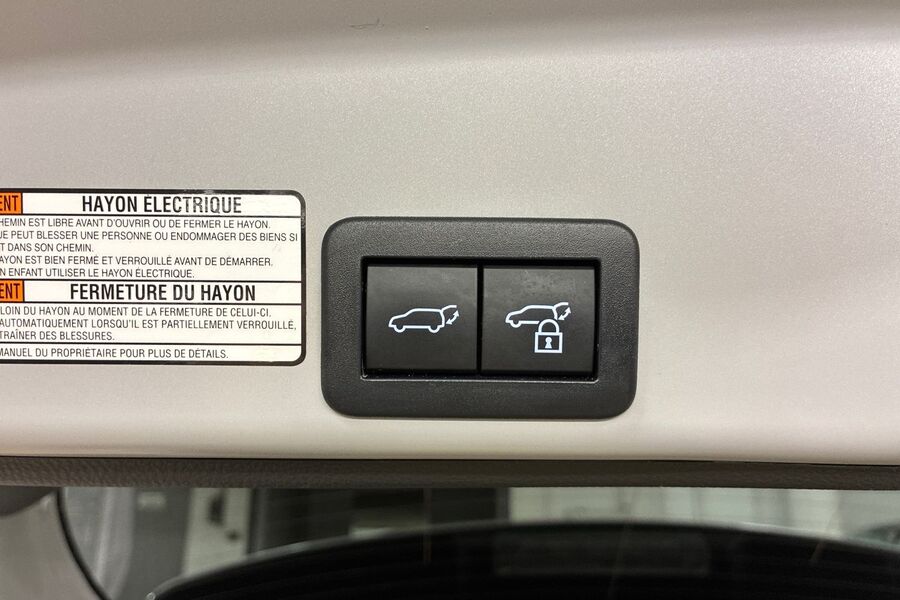 ENT HAYON ÉLECTRIQUE
HEMIN EST LIBRE AVANT D'OUVRIR OU DE FERMER LE HAYON.
UE PEUT BLESSER UNE PERSONNE OU ENDOMMAGER DES BIENS SI
T DANS SON CHEMIN.
AYON EST BIEN FERMÉ ET VERROUILLÉ AVANT DE DÉMARRER.
N ENFANT UTILISER LE HAYON ÉLECTRIQUE.
ENT FERMETURE DU HAYON
LOIN DU HAYON AU MOMENT DE LA FERMETURE DE CELUI-CI.
AUTOMATIQUEMENT LORSQU'IL EST PARTIELLEMENT VERROUILLÉ,
TRAÎNER DES BLESSURES.
MANUEL DU PROPRIÉTAIRE POUR PLUS DE DÉTAILS.